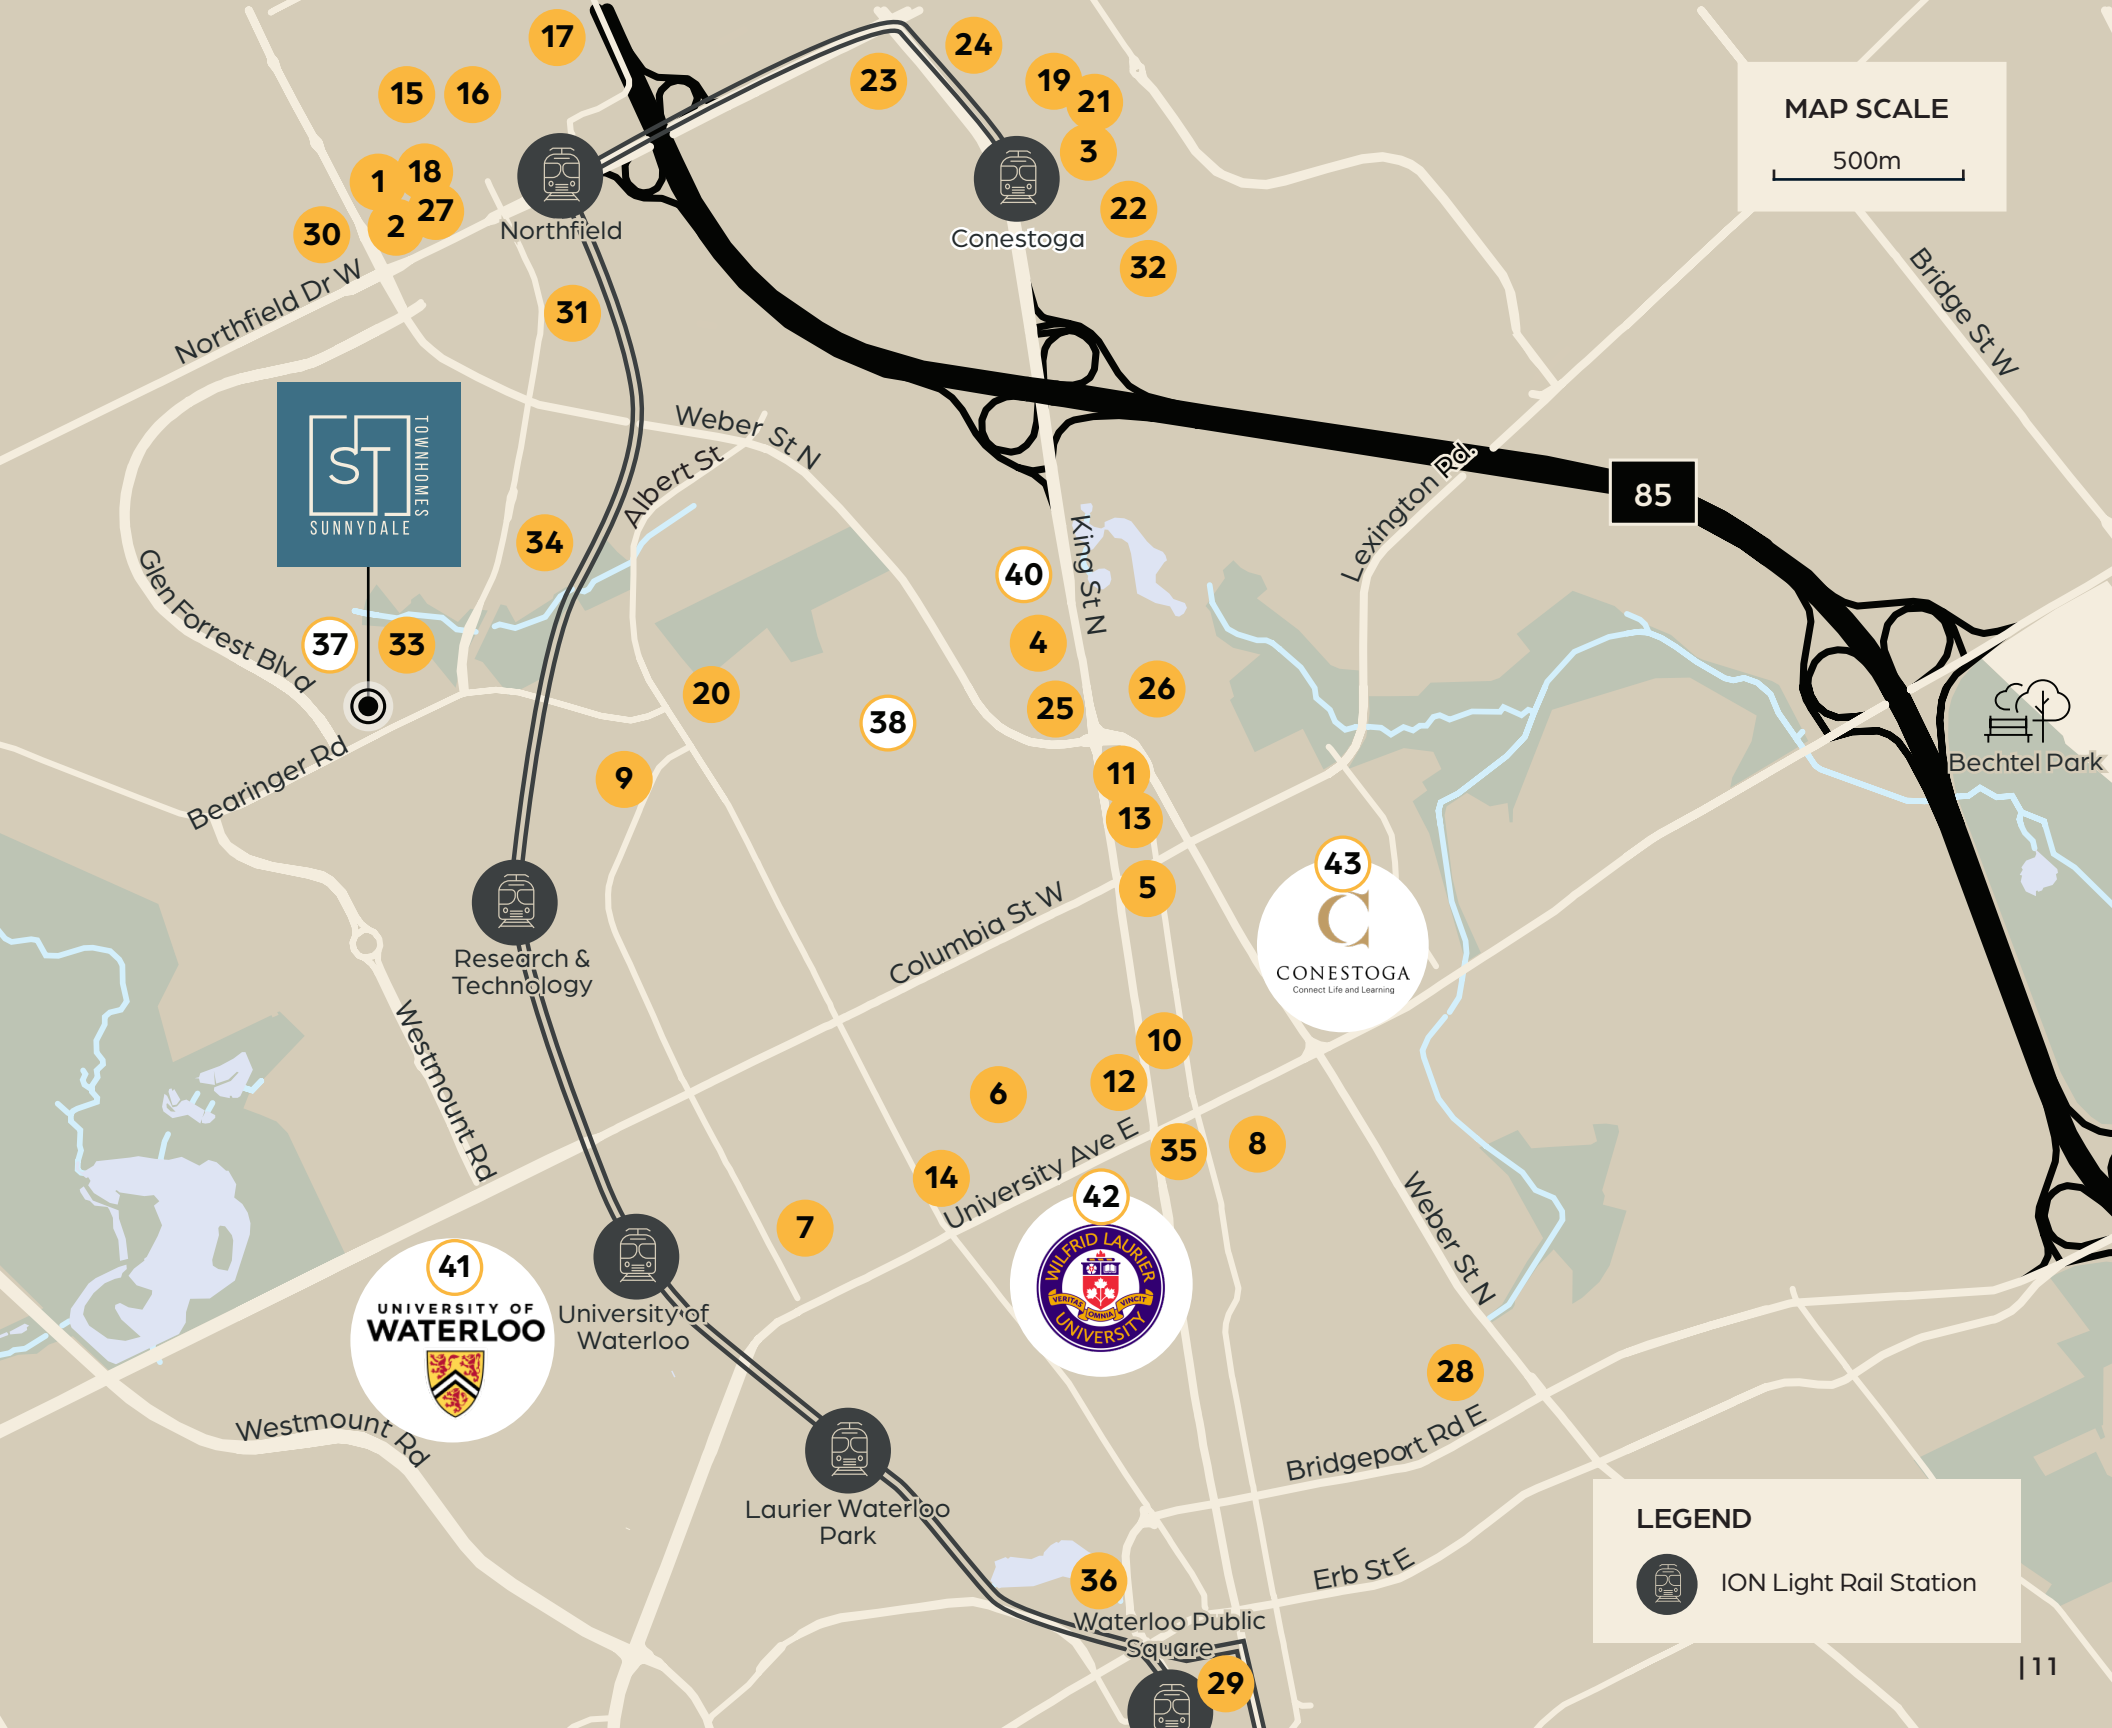 17
24
15
16
23
19
21
MAP SCALE
500m
3
18
1
27
2
30
22
Northfield
Conestoga
32
Northfield Dr W
31
Bridge St W
TOWNHOMES
ST
SUNNYDALE
Weber St N
Albert St
Lexington Rd.
85
34
40
King St N
Glen Forrest Blvd
37
33
4
20
38
25
26
Bearinger Rd
9
11
13
Bechtel Park
5
43
C
CONESTOGA
Connect Life and Learning
Columbia St W
Research &
Technology
Westmount Rd
10
12
6
University Ave E
35
8
14
42
7
WILFRID LAURIER
VERITAS OMNIA VINCIT
UNIVERSITY
Weber St N
41
UNIVERSITY OF
WATERLOO
University of
Waterloo
28
Westmount Rd
Bridgeport Rd E
Laurier Waterloo
Park
Erb St E
36
Waterloo Public
Square
29
LEGEND
ION Light Rail Station
| 11